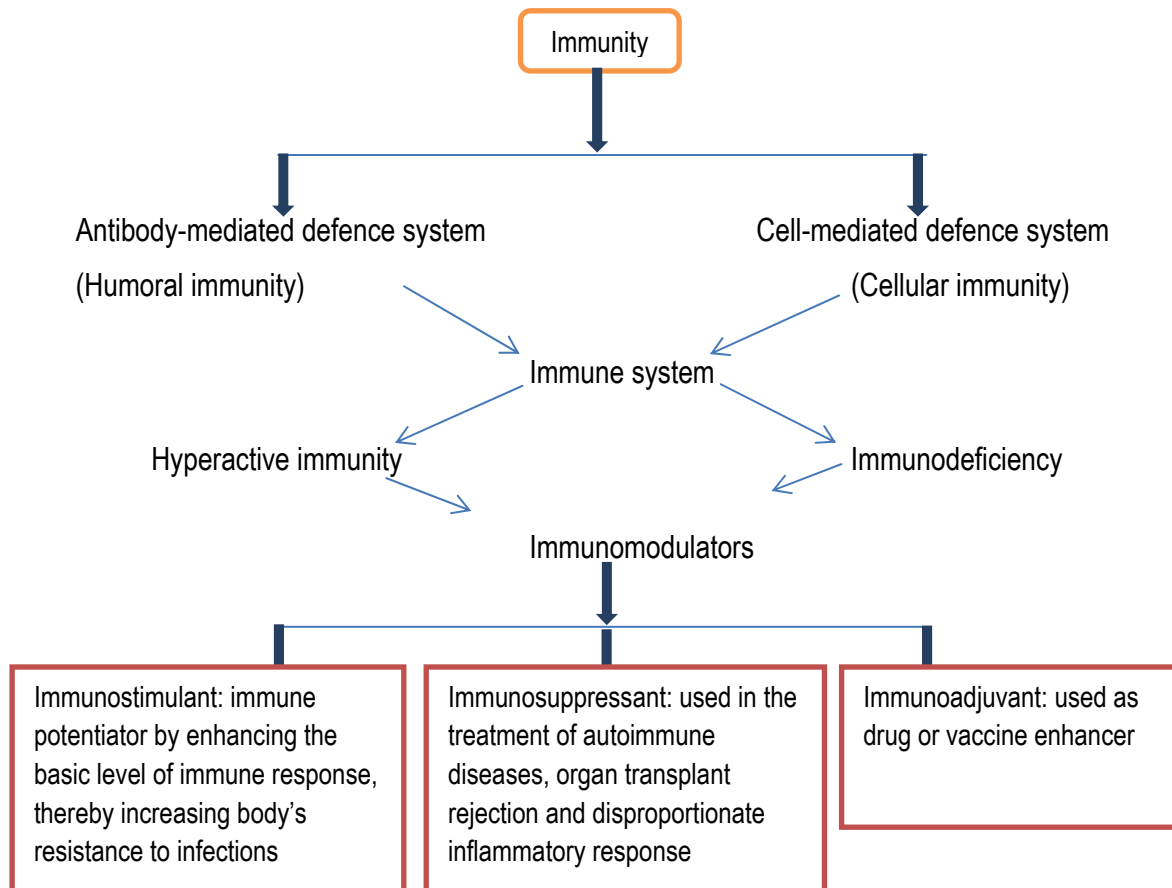 Immunity
Antibody-mediated defence system
(Humoral immunity)
Cell-mediated defence system
(Cellular immunity)
Immune system
Hyperactive immunity
Immunodeficiency
Immunomodulators
Immunostimulant: immune
potentiator by enhancing the
basic level of immune response,
thereby increasing body’s
resistance to infections
Immunosuppressant: used in the
treatment of autoimmune
diseases, organ transplant
rejection and disproportionate
inflammatory response
Immunoadjuvant: used as
drug or vaccine enhancer